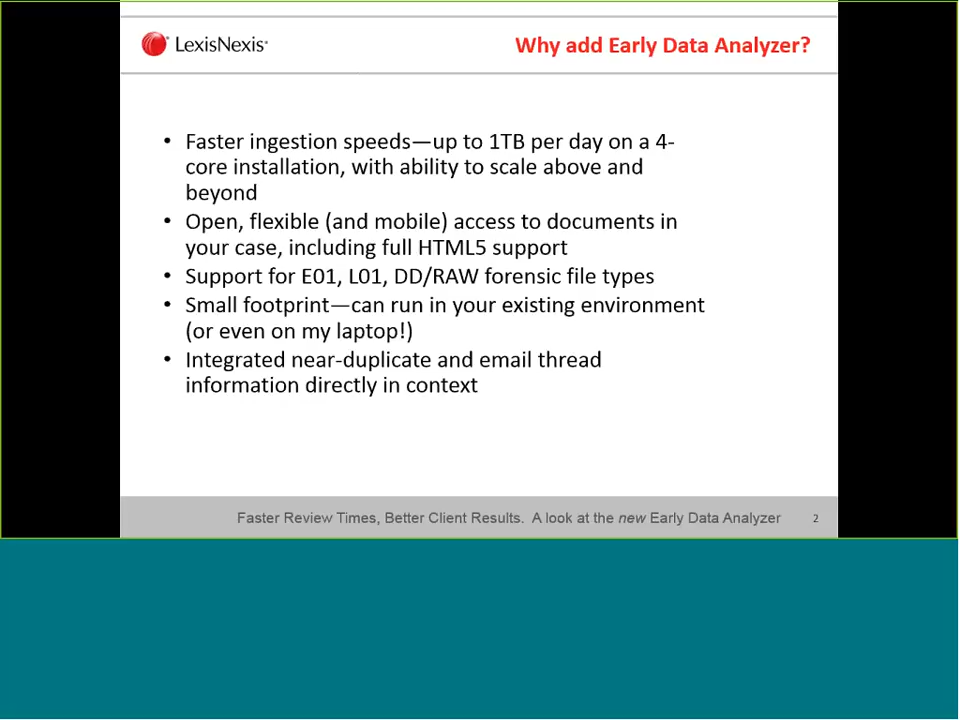 LexisNexis®
Why add Early Data Analyzer?
• Faster ingestion speeds—up to 1TB per day on a 4-
core installation, with ability to scale above and
beyond
• Open, flexible (and mobile) access to documents in
your case, including full HTML5 support
• Support for E01, L01, DD/RAW forensic file types
• Small footprint—can run in your existing environment
(or even on my laptop!)
• Integrated near-duplicate and email thread
information directly in context
Faster Review Times, Better Client Results. A look at the new Early Data Analyzer 2